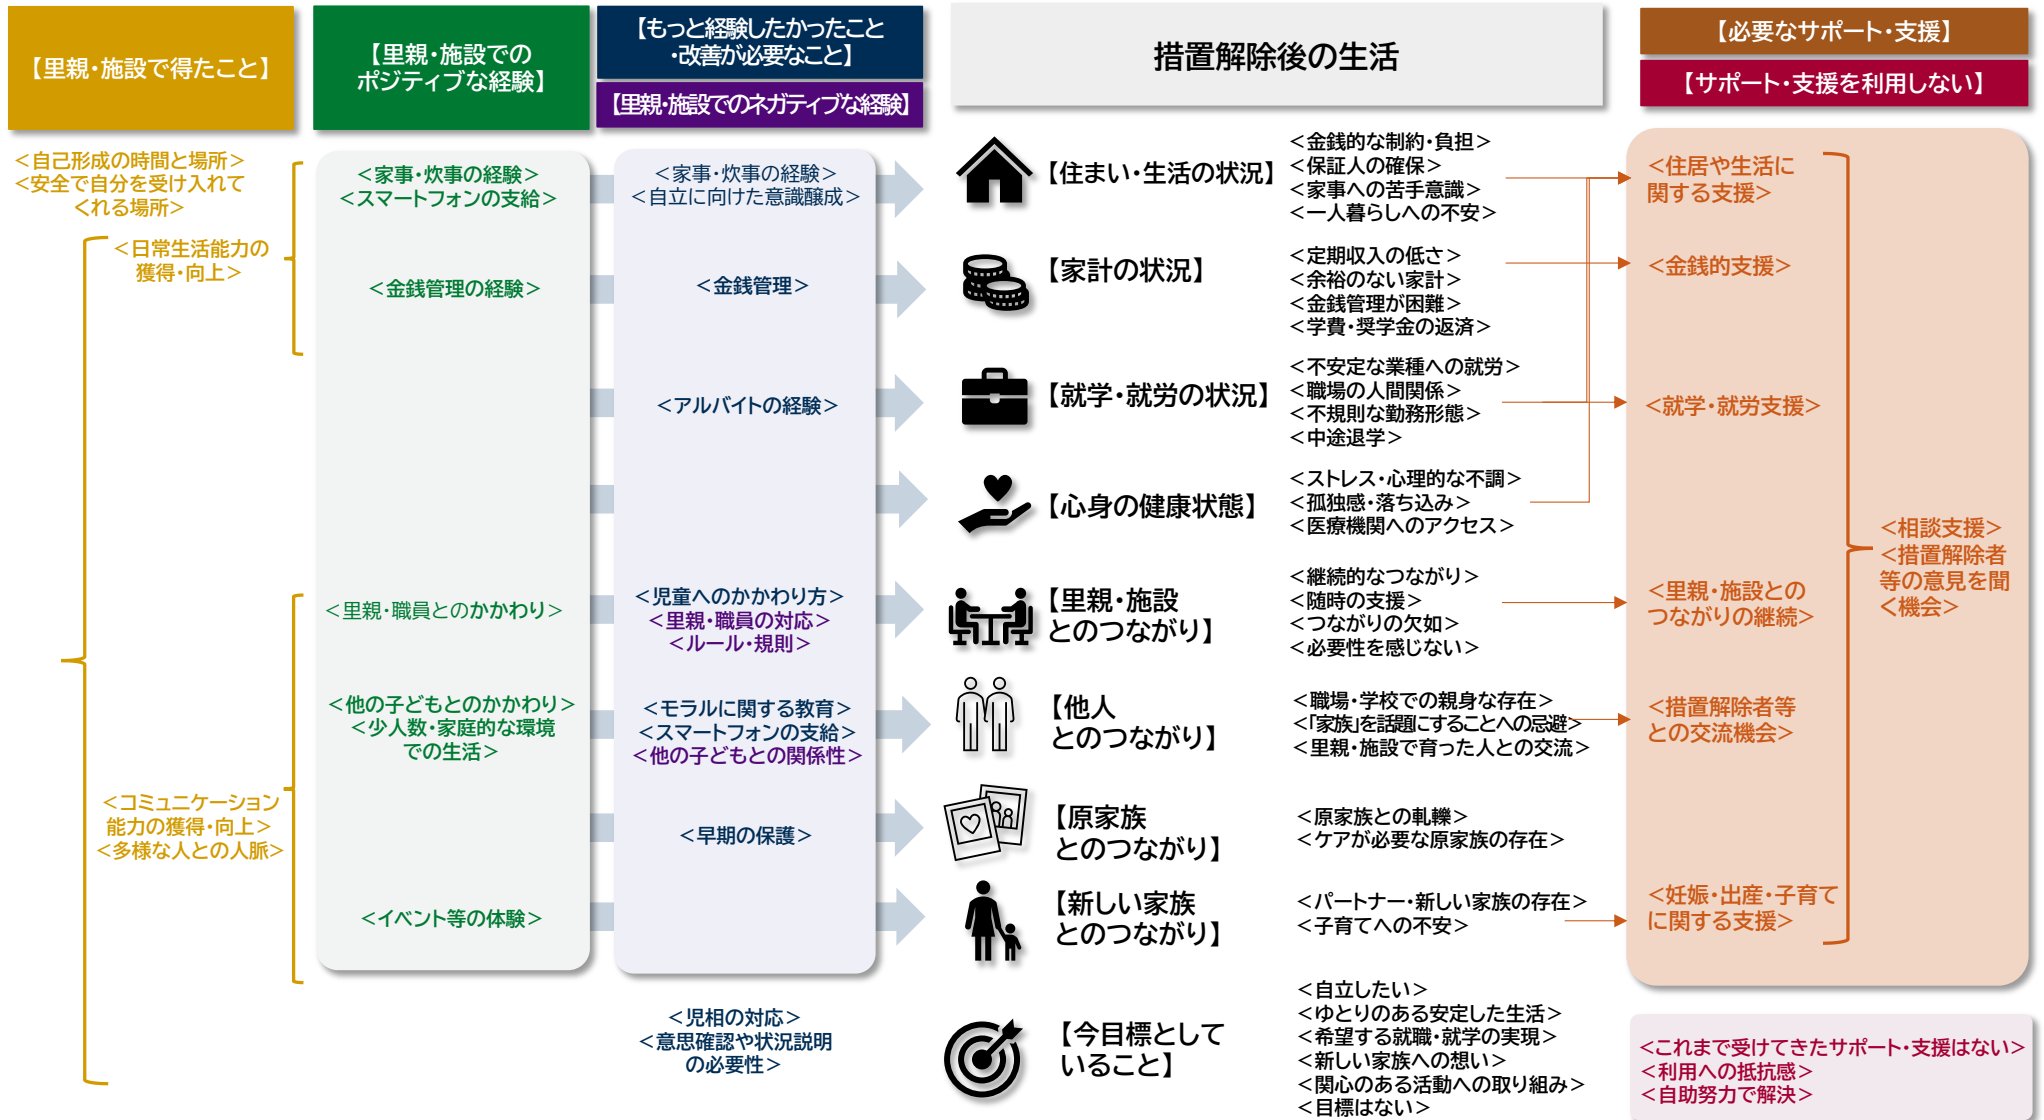 【里親・施設で得たこと】
【里親・施設での
ポジティブな経験】
【もっと経験したかったこと
・改善が必要なこと】
【里親・施設でのネガティブな経験】
措置解除後の生活
【必要なサポート・支援】
【サポート・支援を利用しない】
＜自己形成の時間と場所＞
＜安全で自分を受け入れて
くれる場所＞
＜日常生活能力の
獲得・向上＞
＜コミュニケーション
能力の獲得・向上＞
＜多様な人との人脈＞
＜家事・炊事の経験＞
＜スマートフォンの支給＞
＜金銭管理の経験＞
＜里親・職員とのかかわり＞
＜他の子どもとのかかわり＞
＜少人数・家庭的な環境
での生活＞
＜イベント等の体験＞
＜家事・炊事の経験＞
＜自立に向けた意識醸成＞
＜金銭管理＞
＜アルバイトの経験＞
＜児童へのかかわり方＞
＜里親・職員の対応＞
＜ルール・規則＞
＜モラルに関する教育＞
＜スマートフォンの支給＞
＜他の子どもとの関係性＞
＜早期の保護＞
＜児相の対応＞
＜意思確認や状況説明
の必要性＞
【住まい・生活の状況】
＜金銭的な制約・負担＞
＜保証人の確保＞
＜家事への苦手意識＞
＜一人暮らしへの不安＞
【家計の状況】
＜定期収入の低さ＞
＜余裕のない家計＞
＜金銭管理が困難＞
＜学費・奨学金の返済＞
【就学・就労の状況】
＜不安定な業種への就労＞
＜職場の人間関係＞
＜不規則な勤務形態＞
＜中途退学＞
【心身の健康状態】
＜ストレス・心理的な不調＞
＜孤独感・落ち込み＞
＜医療機関へのアクセス＞
【里親・施設
とのつながり】
＜継続的なつながり＞
＜随時の支援＞
＜つながりの欠如＞
＜必要性を感じない＞
【他人
とのつながり】
＜職場・学校での親身な存在＞
＜「家族」を話題にすることへの忌避＞
＜里親・施設で育った人との交流＞
【原家族
とのつながり】
＜原家族との軋轢＞
＜ケアが必要な原家族の存在＞
【新しい家族
とのつながり】
＜パートナー・新しい家族の存在＞
＜子育てへの不安＞
【今目標として
いること】
＜自立したい＞
＜ゆとりのある安定した生活＞
＜希望する就職・就学の実現＞
＜新しい家族への想い＞
＜関心のある活動への取り組み＞
＜目標はない＞
＜住居や生活に
関する支援＞
＜金銭的支援＞
＜就学・就労支援＞
＜里親・施設との
つながりの継続＞
＜措置解除者等
との交流機会＞
＜妊娠・出産・子育て
に関する支援＞
＜相談支援＞
＜措置解除者
等の意見を聞
く機会＞
＜これまで受けてきたサポート・支援はない＞
＜利用への抵抗感＞
＜自助努力で解決＞